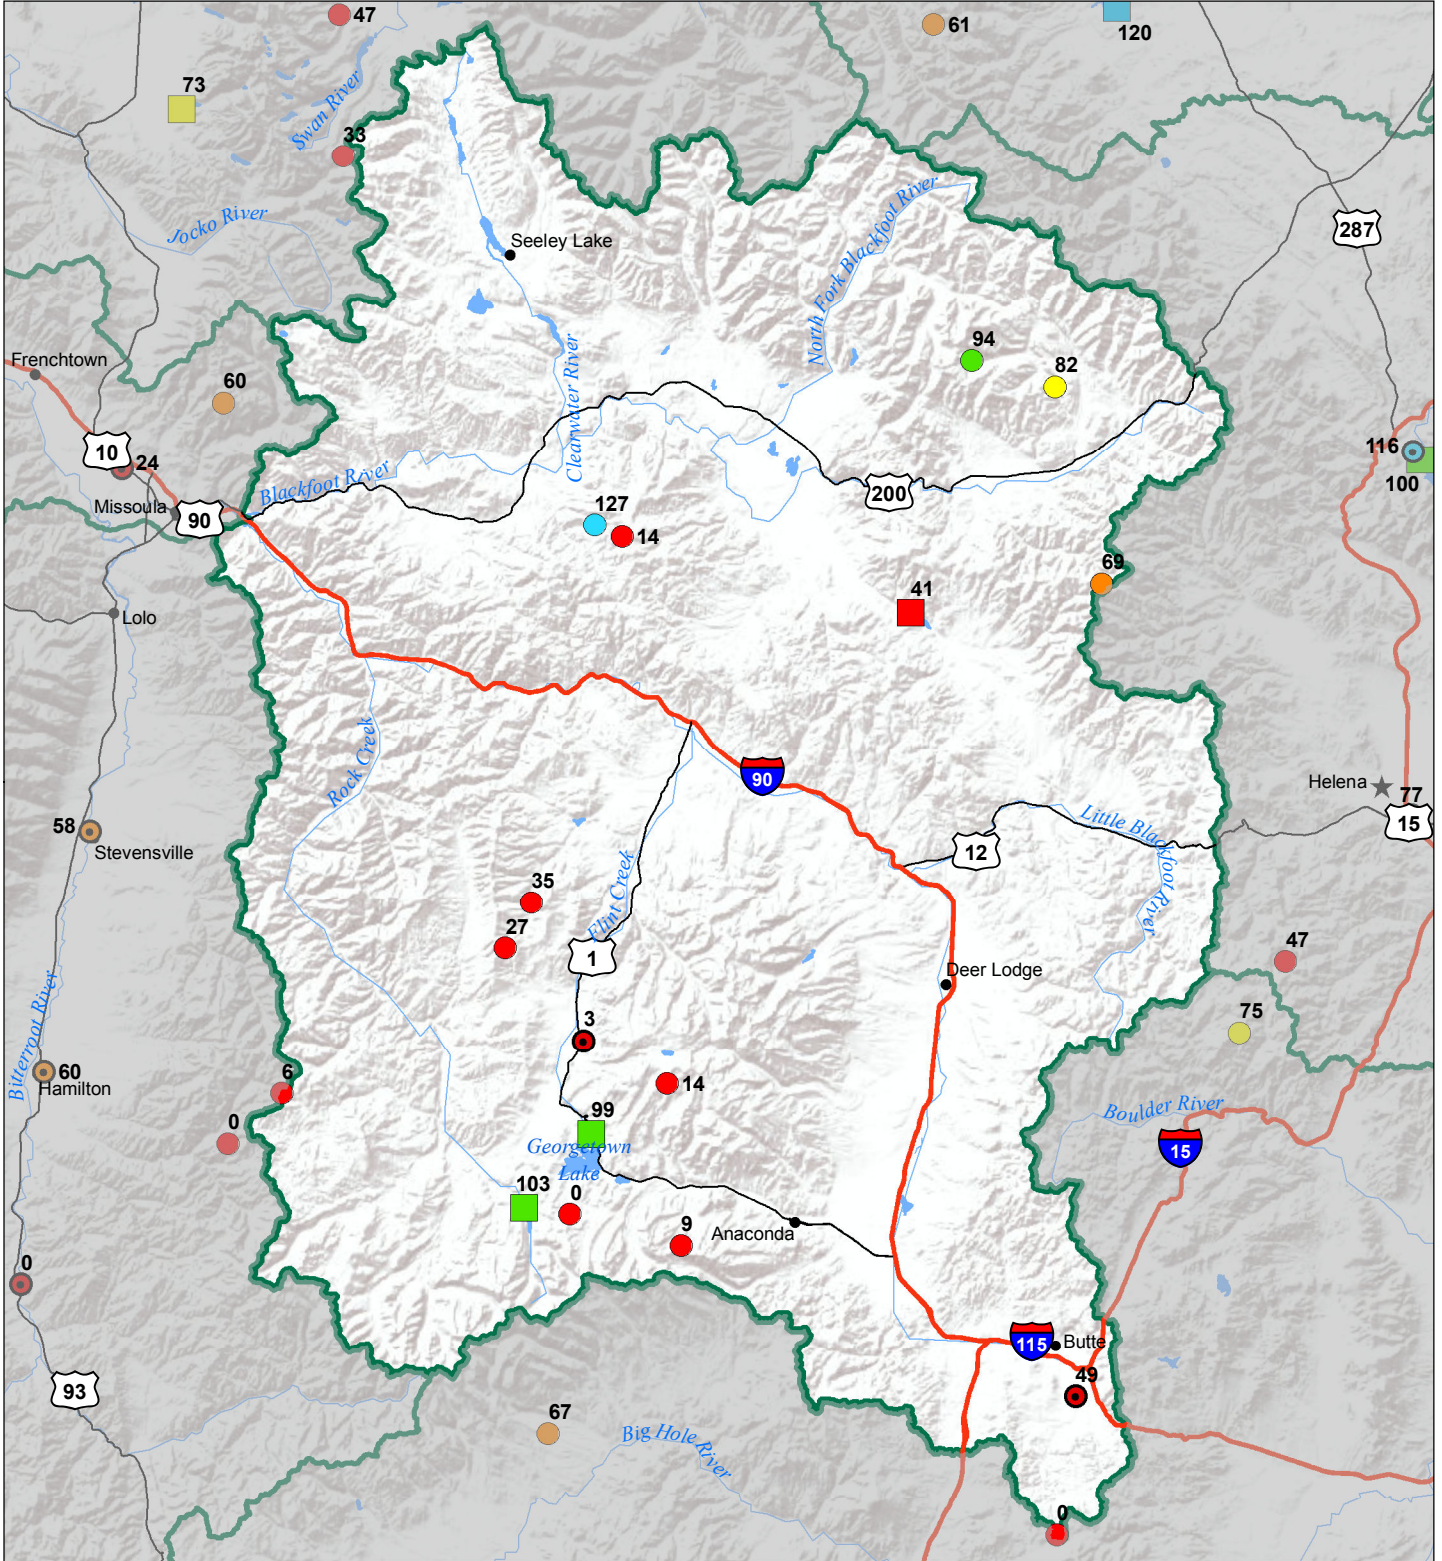 47
61
120
73
Swan River
33
Jocko River
North Fork Blackfoot River
287
Seeley Lake
Frenchtown
60
Clearwater River
94
82
10
24
116
100
Blackfoot River
200
Missoula
90
127
14
69
41
Lolo
Rock Creek
90
Helena
77
15
58
Stevensville
Little Blackfoot River
12
35
Flint Creek
27
1
47
Deer Lodge
Bitterroot River
3
75
60
Hamilton
6
14
0
99
Georgetown
Lake
Boulder River
15
103
0
9
Anaconda
0
115
Butte
93
49
67
Big Hole River
0